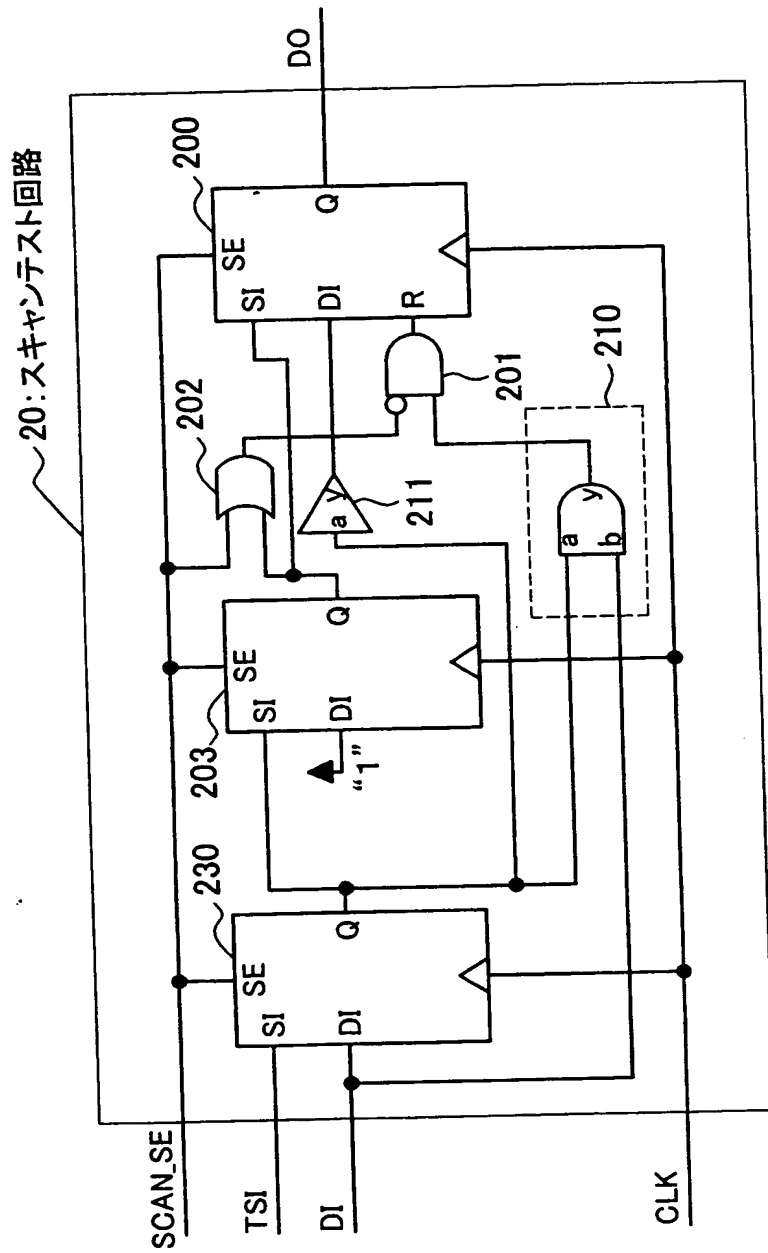 20:スキャンテスト回路
SCAN_SE
TSI
DI
CLK
DO
230
SE
SI
DI
Q
203
SE
SI
DI
Q
"1"
202
211
a
y
201
210
a
b
y
200
SE
SI
DI
R
Q